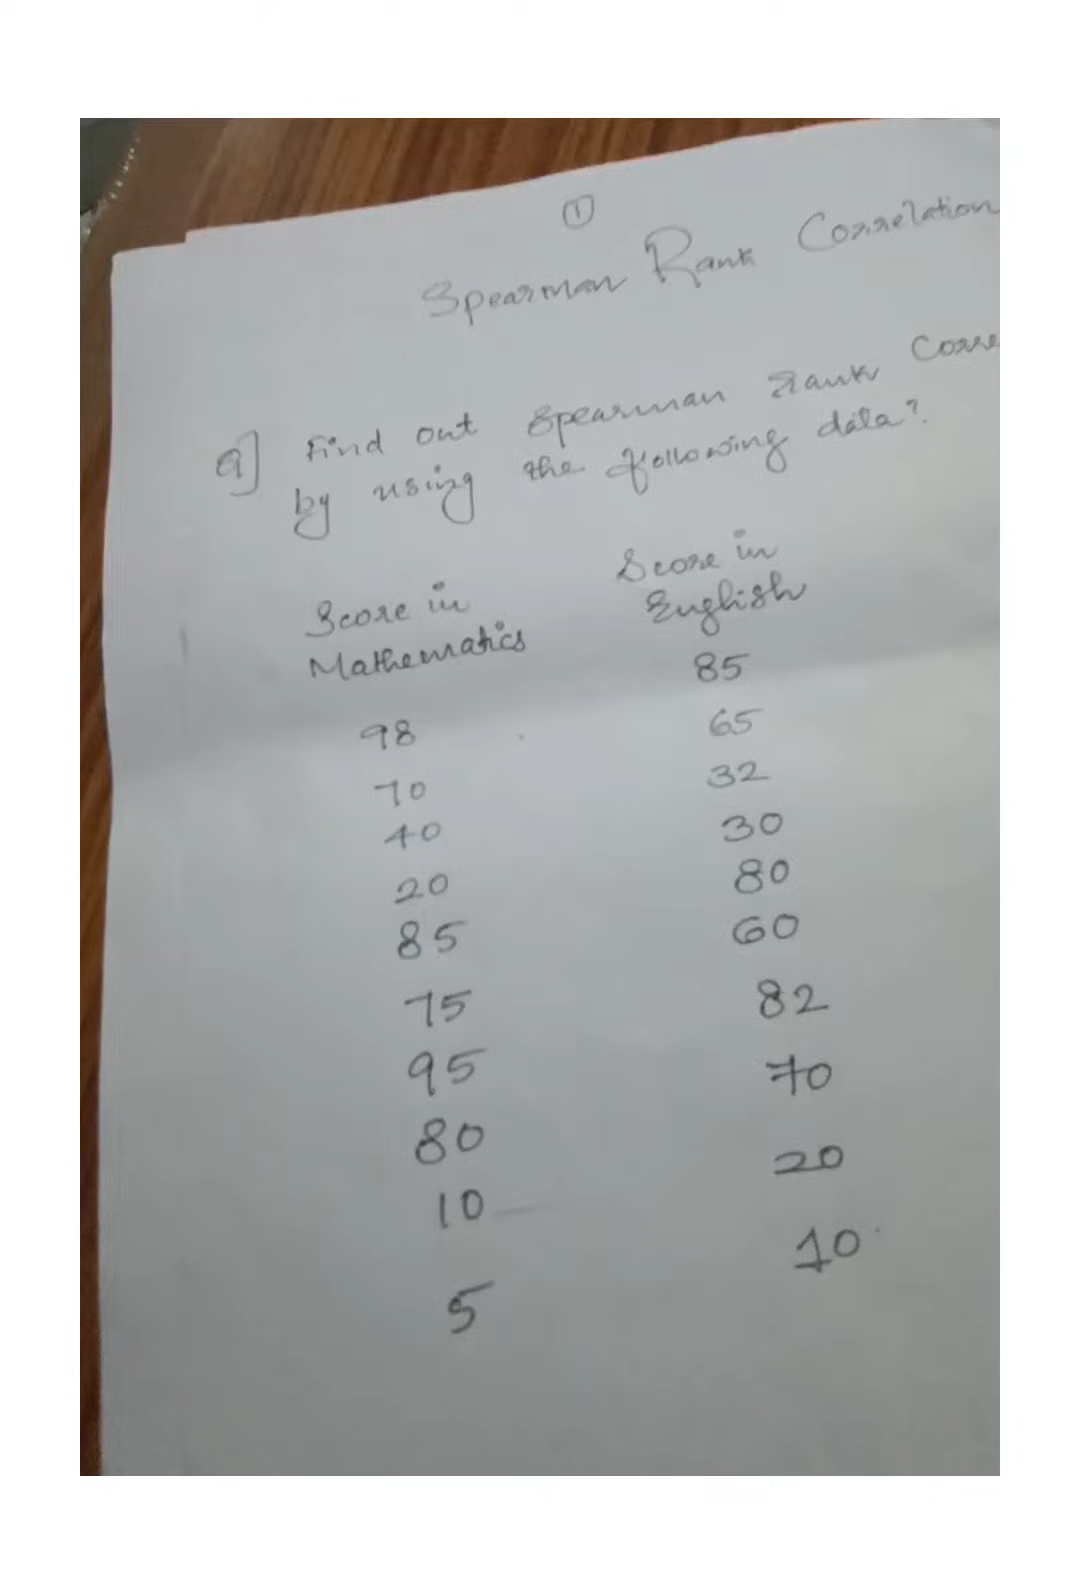 ①
Spearman Rank Correlation
Q] Find out Spearman rank Corre
by using the following data?
Score in Score in
Mathematics English
98 85
70 65
40 32
20 30
85 80
75 60
95 82
80 70
10 20
5 10